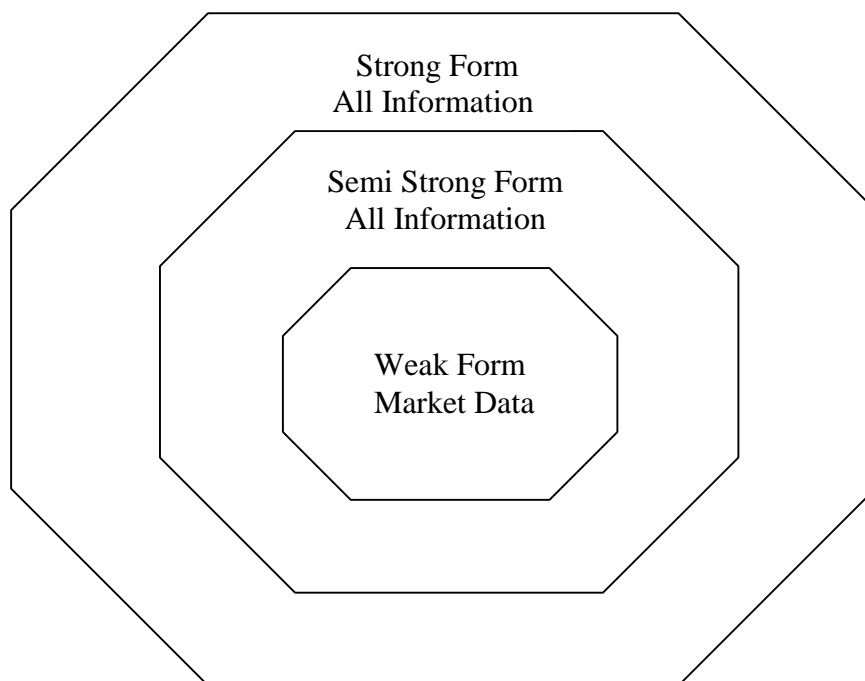 Strong Form
All Information
Semi Strong Form
All Information
Weak Form
Market Data